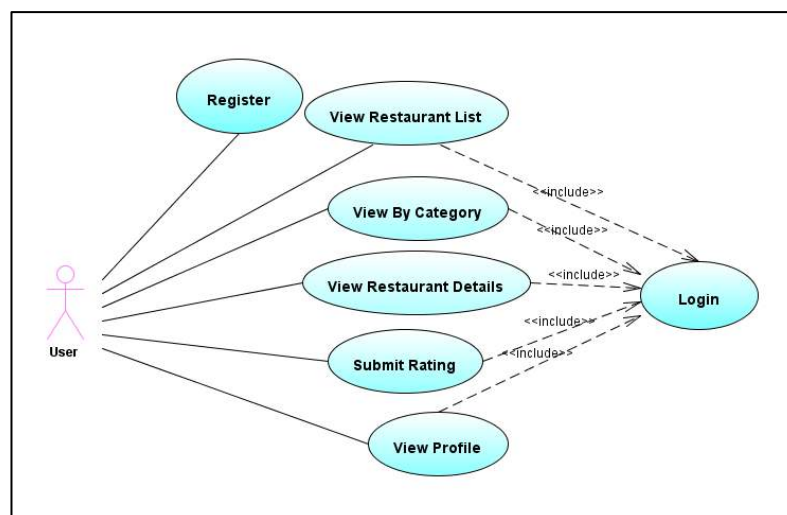 Register
View Restaurant List
<<include>>
View By Category
<<include>>
View Restaurant Details
<<include>>
Login
<<include>>
User
Submit Rating
<<include>>
View Profile